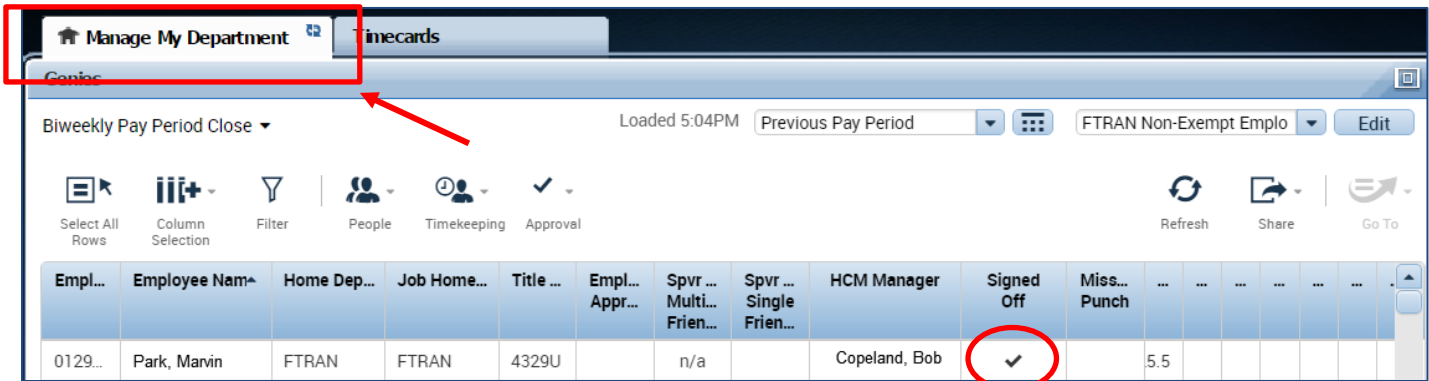 Manage My Department Timecards
Genies
Biweekly Pay Period Close Loaded 5:04PM Previous Pay Period FTRAN Non-Exempt Emplo Edit
Select All Rows Column Selection Filter People Timekeeping Approval Refresh Share Go To
Empl... Employee Nam Home Dep... Job Home... Title ... Empl... Appr... Spvr ... Multi... Frien... Spvr ... Single Frien... HCM Manager Signed Off Miss... Punch ... ... ... ... ... ... .
0129... Park, Marvin FTRAN FTRAN 4329U n/a Copeland, Bob 5.5